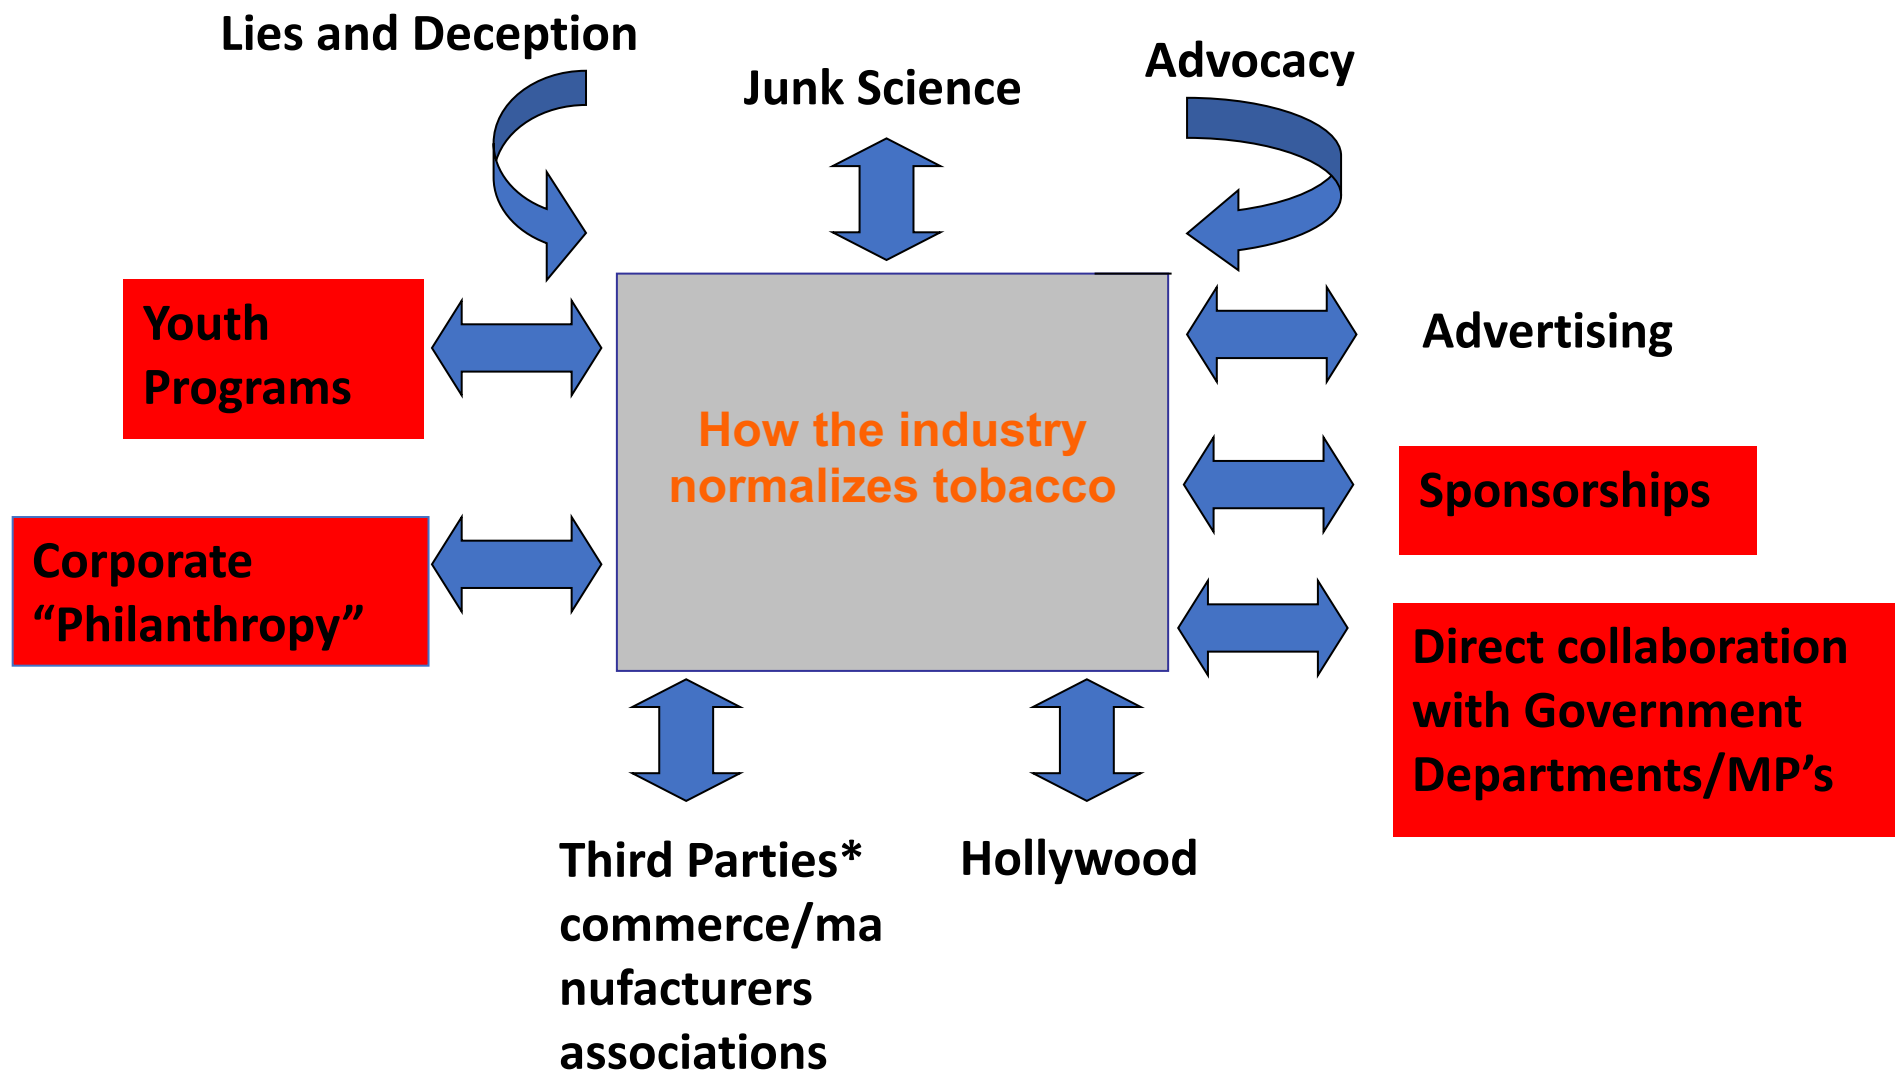 Lies and Deception
Junk Science
Advocacy
Youth
Programs
Advertising
How the industry
normalizes tobacco
Sponsorships
Corporate
“Philanthropy”
Direct collaboration
with Government
Departments/MP’s
Third Parties*
commerce/ma
nufacturers
associations
Hollywood